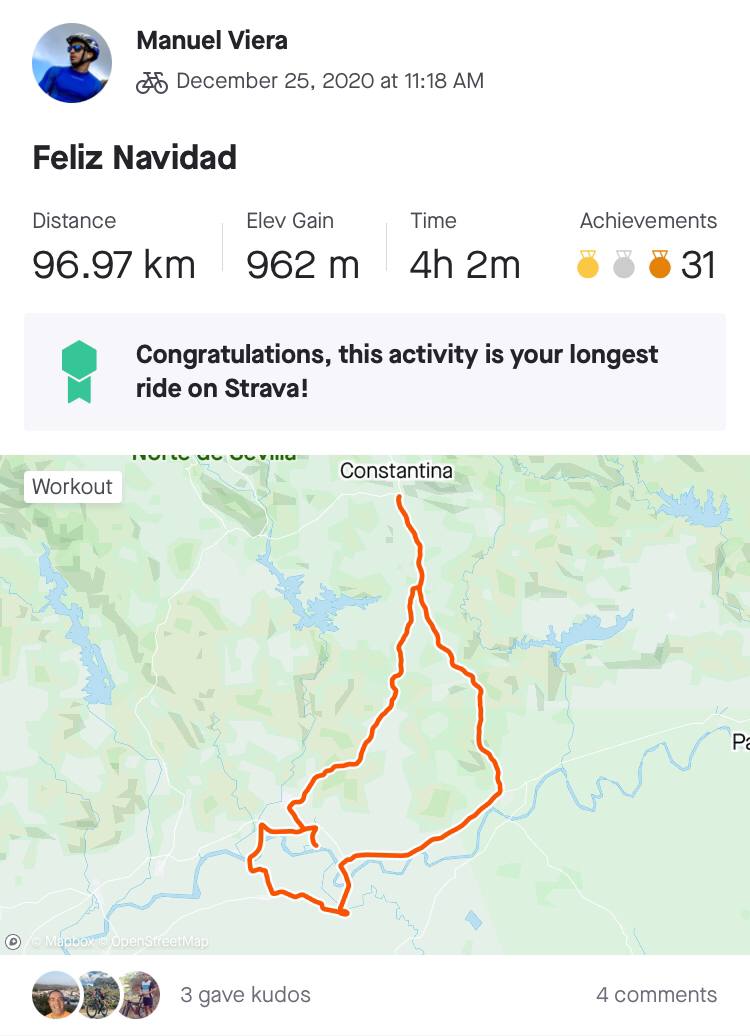 Manuel Viera
December 25, 2020 at 11:18 AM
Feliz Navidad
Distance
96.97 km
Elev Gain
962 m
Time
4h 2m
Achievements
31
Congratulations, this activity is your longest
ride on Strava!
Norte de Sevilla
Constantina
Workout
Pa
© Mapbox © OpenStreetMap
3 gave kudos
4 comments